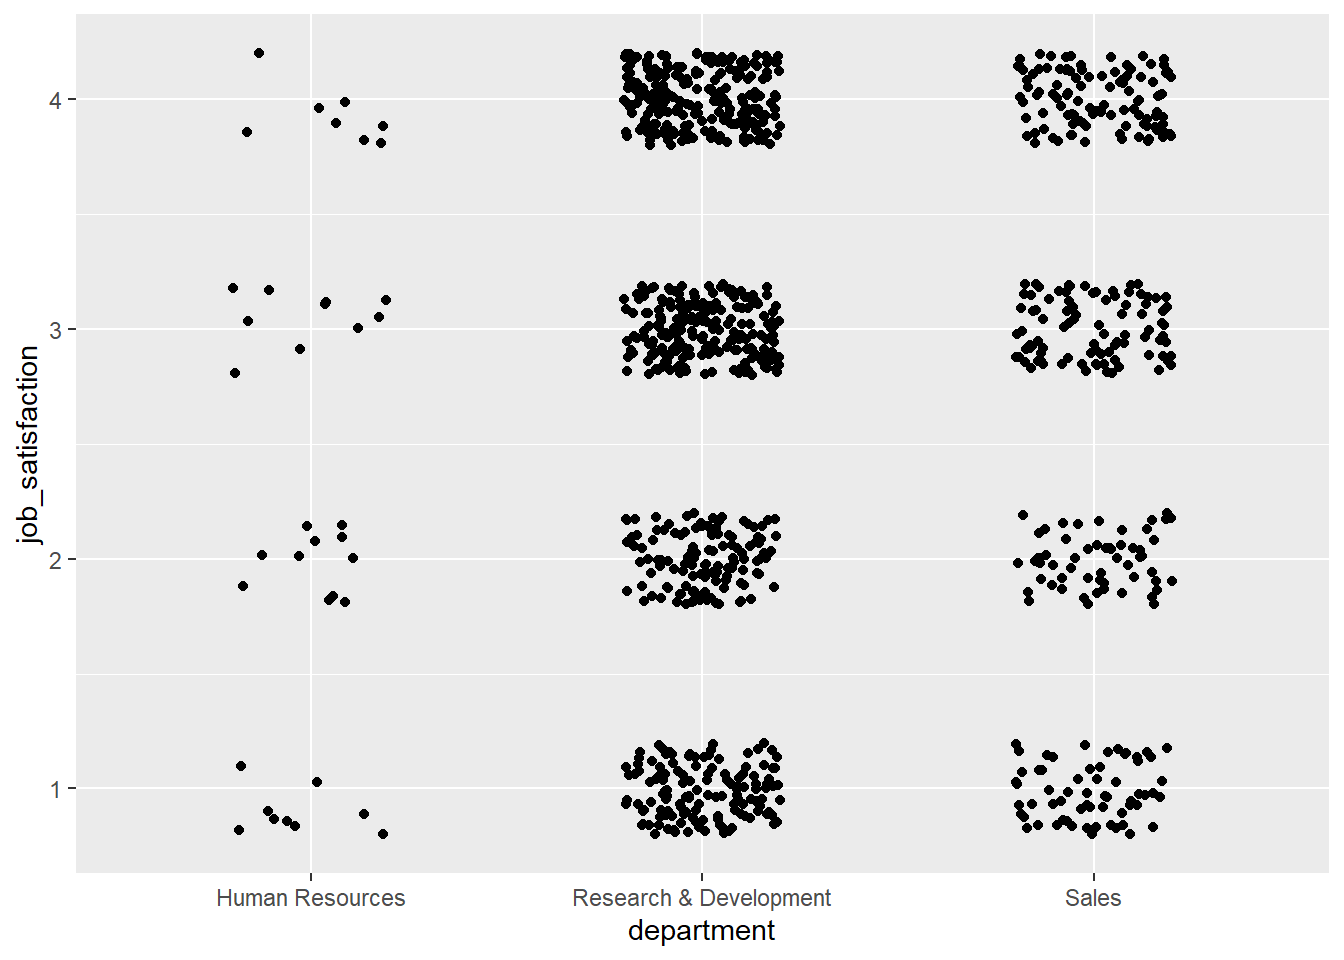 4
3
2
1
job_satisfaction
Human Resources
Research & Development
Sales
department